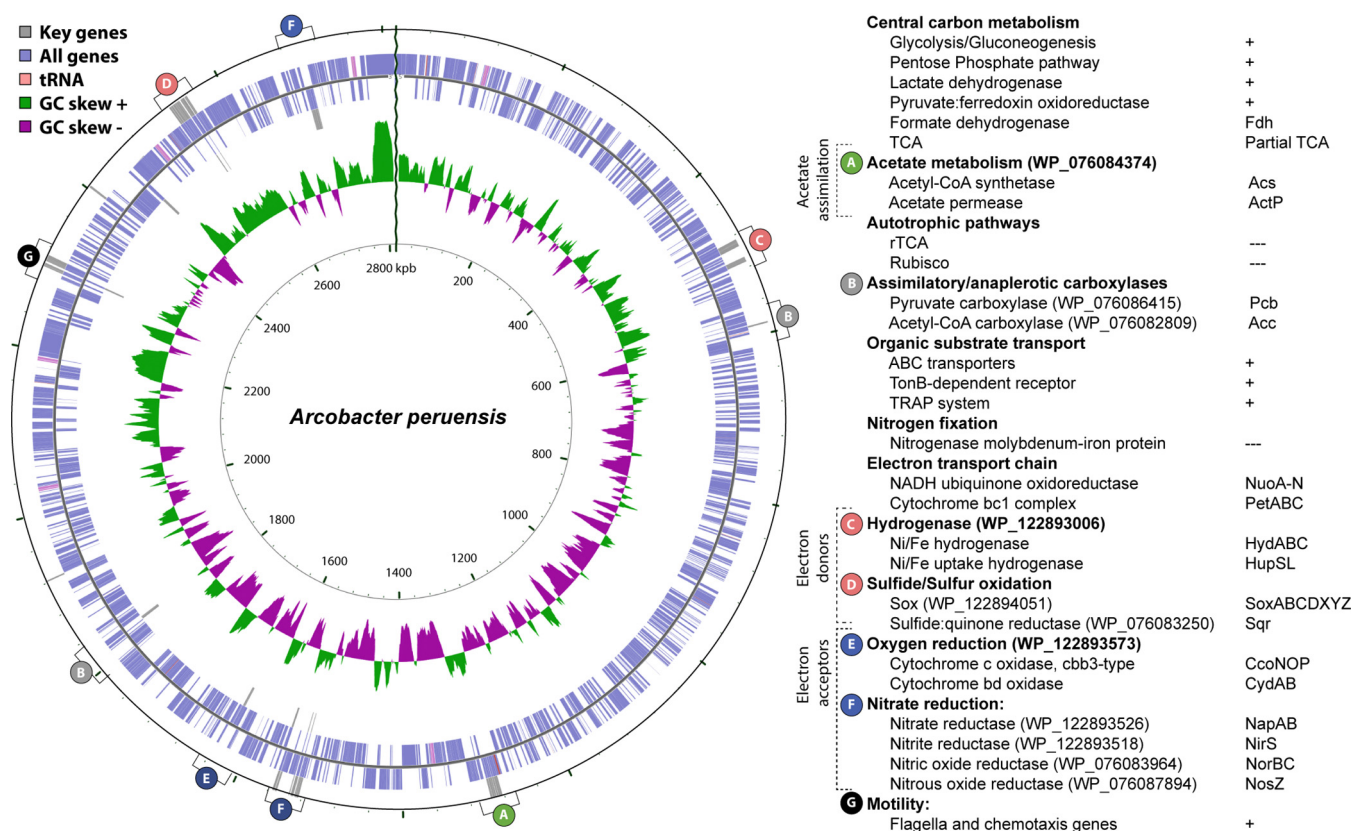 Key genes
All genes
tRNA
GC skew +
GC skew -
F
D
C
B
G
B
E
F
A
2800 kpb
200
400
600
800
1000
1200
1400
1600
1800
2000
2200
2400
2600
Arcobacter peruensis
Central carbon metabolism
Glycolysis/Gluconeogenesis +
Pentose Phosphate pathway +
Lactate dehydrogenase +
Pyruvate:ferredoxin oxidoreductase +
Formate dehydrogenase Fdh
TCA Partial TCA
Acetate assimilation
A Acetate metabolism (WP_076084374)
Acetyl-CoA synthetase Acs
Acetate permease ActP
Autotrophic pathways
rTCA ---
Rubisco ---
B Assimilatory/anaplerotic carboxylases
Pyruvate carboxylase (WP_076086415) Pcb
Acetyl-CoA carboxylase (WP_076082809) Acc
Organic substrate transport
ABC transporters +
TonB-dependent receptor +
TRAP system +
Nitrogen fixation
Nitrogenase molybdenum-iron protein ---
Electron transport chain
NADH ubiquinone oxidoreductase NuoA-N
Cytochrome bc1 complex PetABC
Electron donors
C Hydrogenase (WP_122893006)
Ni/Fe hydrogenase HydABC
Ni/Fe uptake hydrogenase HupSL
D Sulfide/Sulfur oxidation
Sox (WP_122894051) SoxABCDXYZ
Sulfide:quinone reductase (WP_076083250) Sqr
Electron acceptors
E Oxygen reduction (WP_122893573)
Cytochrome c oxidase, cbb3-type CcoNOP
Cytochrome bd oxidase CydAB
F Nitrate reduction:
Nitrate reductase (WP_122893526) NapAB
Nitrite reductase (WP_122893518) NirS
Nitric oxide reductase (WP_076083964) NorBC
Nitrous oxide reductase (WP_076087894) NosZ
G Motility:
Flagella and chemotaxis genes +